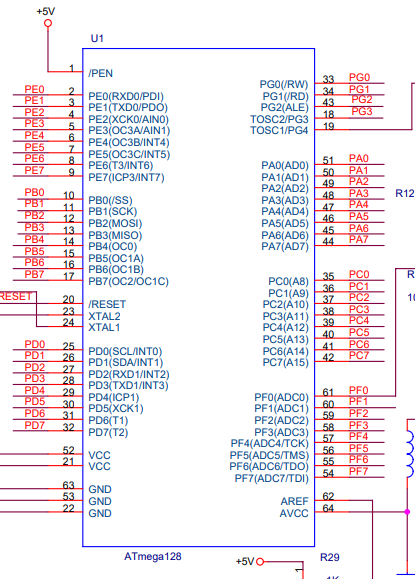 +5V
U1
1 /PEN
PG0(/RW) 33 PG0
PG1(/RD) 34 PG1
PG2(ALE) 43 PG2
TOSC2/PG3 18 PG3
TOSC1/PG4 19
PE0 2 PE0(RXD0/PDI)
PE1 3 PE1(TXD0/PDO)
PE2 4 PE2(XCK0/AIN0)
PE3 5 PE3(OC3A/AIN1)
PE4 6 PE4(OC3B/INT4)
PE5 7 PE5(OC3C/INT5)
PE6 8 PE6(T3/INT6)
PE7 9 PE7(ICP3/INT7)
PA0(AD0) 51 PA0
PA1(AD1) 50 PA1
PA2(AD2) 49 PA2
PA3(AD3) 48 PA3
PA4(AD4) 47 PA4
PA5(AD5) 46 PA5
PA6(AD6) 45 PA6
PA7(AD7) 44 PA7
R12
PB0 10 PB0(/SS)
PB1 11 PB1(SCK)
PB2 12 PB2(MOSI)
PB3 13 PB3(MISO)
PB4 14 PB4(OC0)
PB5 15 PB5(OC1A)
PB6 16 PB6(OC1B)
PB7 17 PB7(OC2/OC1C)
PC0(A8) 35 PC0
PC1(A9) 36 PC1
PC2(A10) 37 PC2
PC3(A11) 38 PC3
PC4(A12) 39 PC4
PC5(A13) 40 PC5
PC6(A14) 41 PC6
PC7(A15) 42 PC7
R
10
RESET 20 /RESET
23 XTAL2
24 XTAL1
PD0 25 PD0(SCL/INT0)
PD1 26 PD1(SDA/INT1)
PD2 27 PD2(RXD1/INT2)
PD3 28 PD3(TXD1/INT3)
PD4 29 PD4(ICP1)
PD5 30 PD5(XCK1)
PD6 31 PD6(T1)
PD7 32 PD7(T2)
PF0(ADC0) 61 PF0
PF1(ADC1) 60 PF1
PF2(ADC2) 59 PF2
PF3(ADC3) 58 PF3
PF4(ADC4/TCK) 57 PF4
PF5(ADC5/TMS) 56 PF5
PF6(ADC6/TDO) 55 PF6
PF7(ADC7/TDI) 54 PF7
52 VCC
21 VCC
63 GND
53 GND
22 GND
AREF 62
AVCC 64
ATmega128
+5V
R29
1
1K